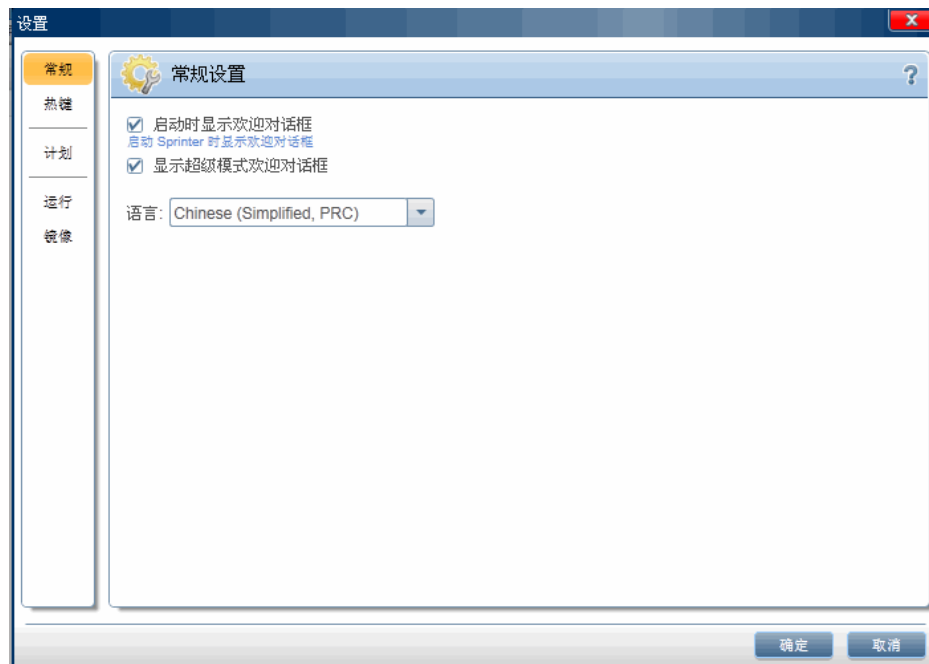 设置
常规
热键
计划
运行
镜像
常规设置
?
启动时显示欢迎对话框
启动 Sprinter 时显示欢迎对话框
显示超级模式欢迎对话框
语言: Chinese (Simplified, PRC)
确定
取消